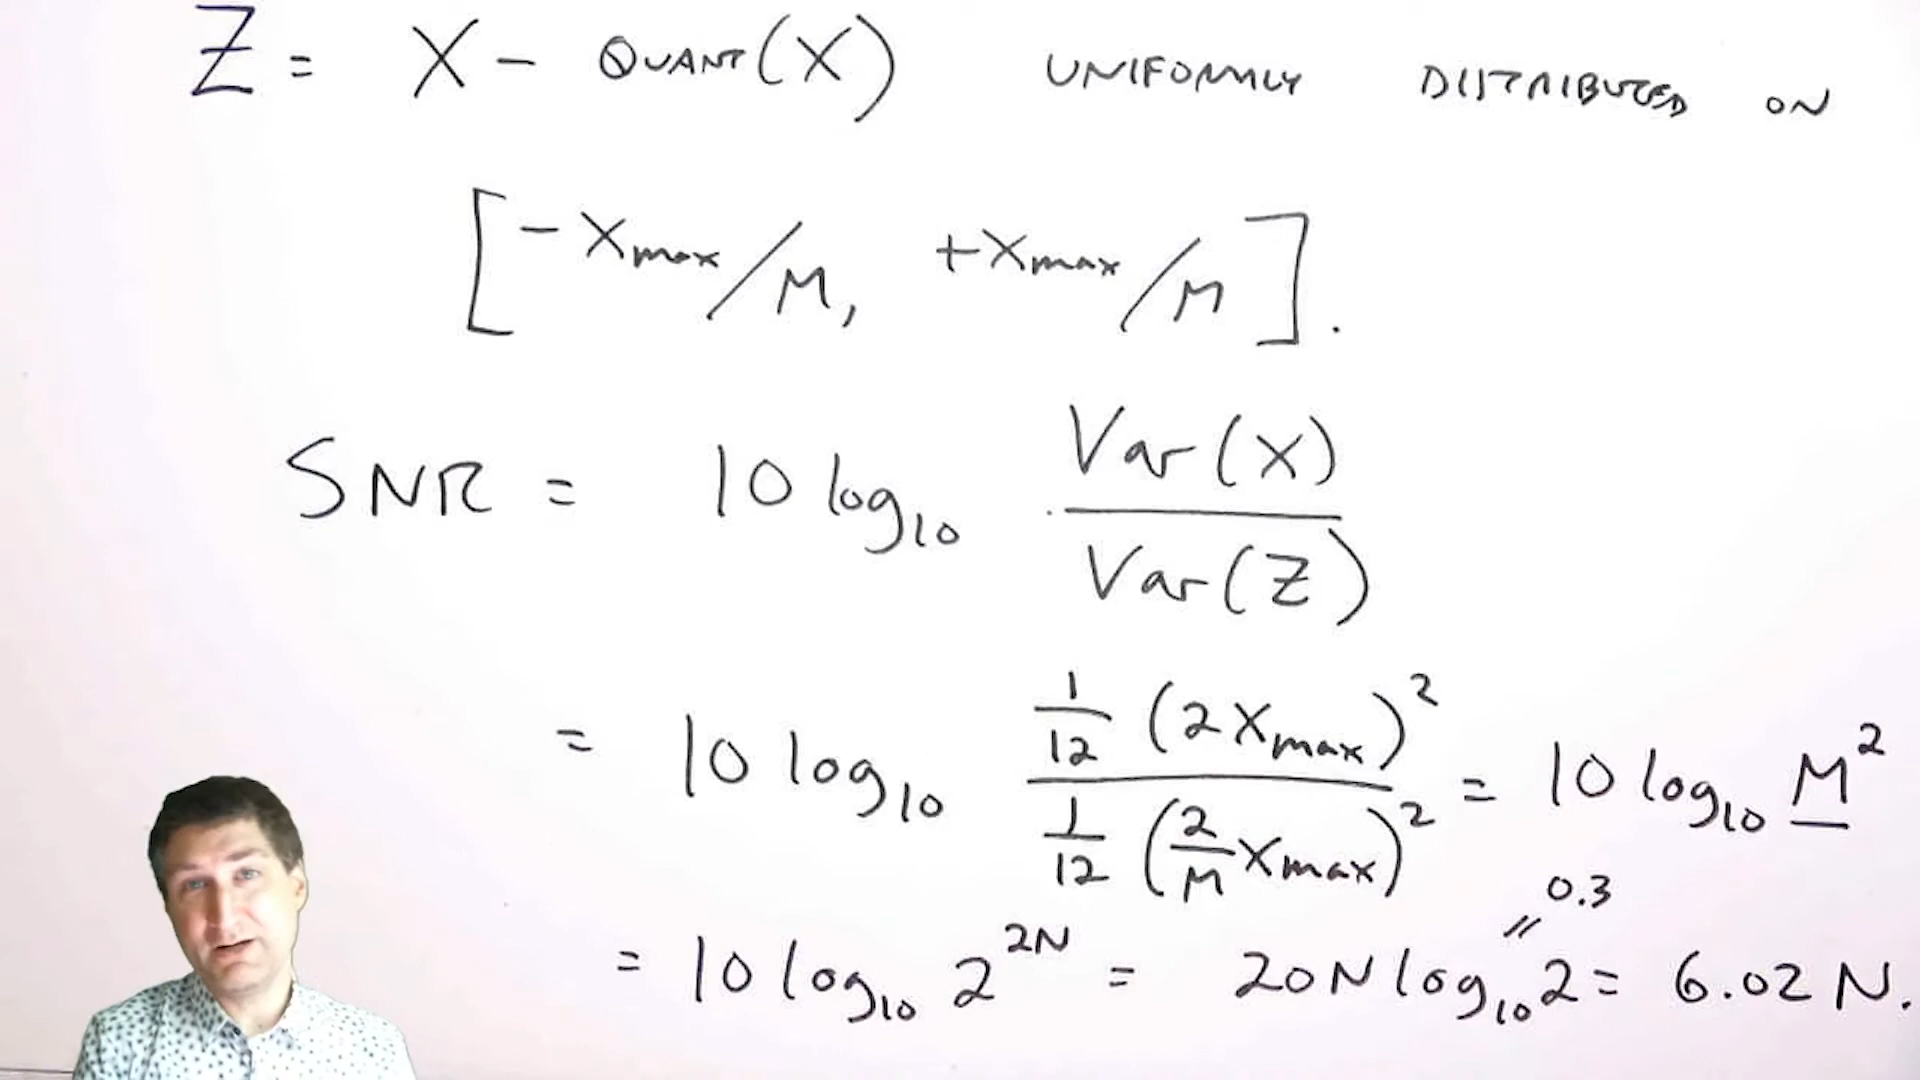 Z = X - QUANT(X) UNIFORMLY DISTRIBUTED ON
[-Xmax/M, +Xmax/M].
SNR = 10 log10 Var(X) / Var(Z)
= 10 log10 1/12 (2Xmax)² / 1/12 (2/M Xmax)² = 10 log10 M²
0.3
= 10 log10 2^2N = 20N log10 2 = 6.02 N.